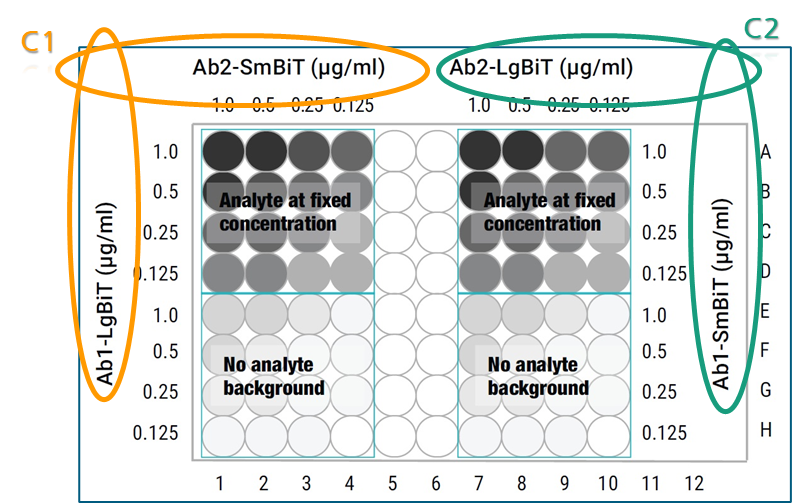 C1
C2
Ab2-SmBiT (µg/ml)
Ab2-LgBiT (µg/ml)
1.0 0.5 0.25 0.125
1.0 0.5 0.25 0.125
1.0
1.0
A
0.5
0.5
B
Analyte at fixed
concentration
Analyte at fixed
concentration
0.25
0.25
C
0.125
0.125
D
Ab1-LgBiT (µg/ml)
Ab1-SmBiT (µg/ml)
1.0
1.0
E
0.5
0.5
F
No analyte
background
No analyte
background
0.25
0.25
G
0.125
0.125
H
1 2 3 4 5 6 7 8 9 10 11 12